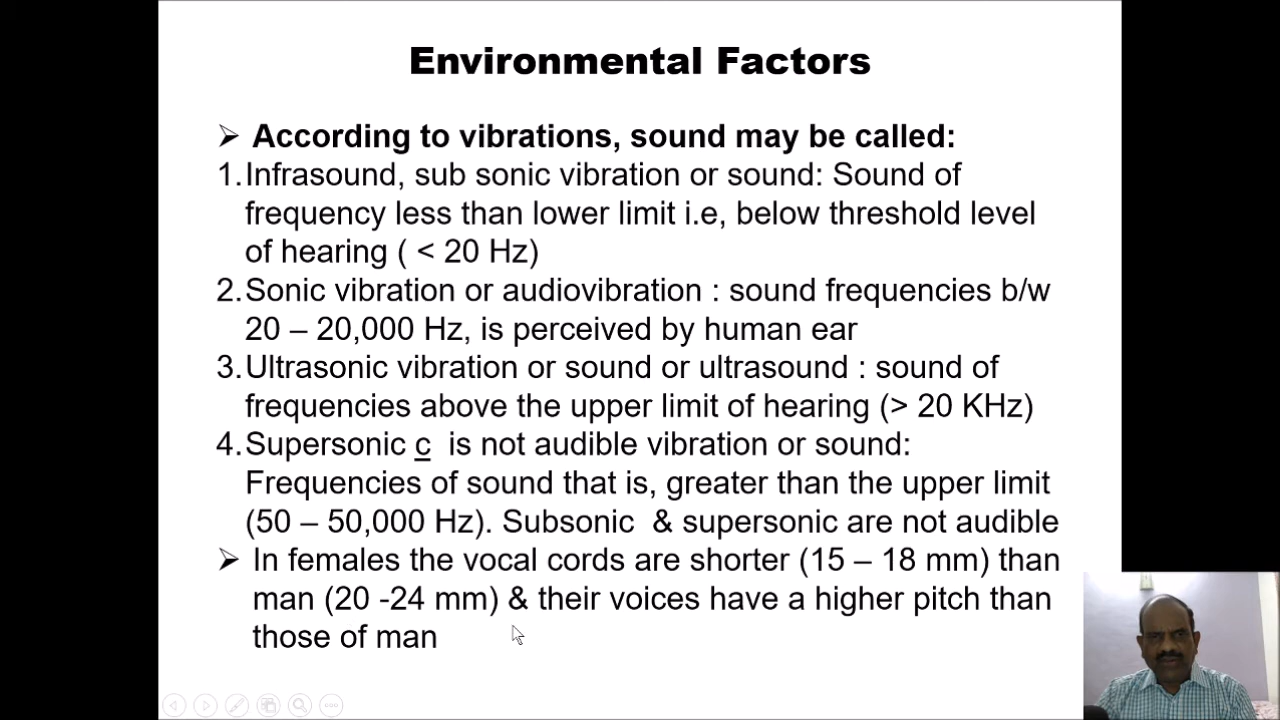 Environmental Factors
➢ According to vibrations, sound may be called:
1.Infrasound, sub sonic vibration or sound: Sound of
frequency less than lower limit i.e, below threshold level
of hearing ( < 20 Hz)
2.Sonic vibration or audiovibration : sound frequencies b/w
20 – 20,000 Hz, is perceived by human ear
3.Ultrasonic vibration or sound or ultrasound : sound of
frequencies above the upper limit of hearing (> 20 KHz)
4.Supersonic c is not audible vibration or sound:
Frequencies of sound that is, greater than the upper limit
(50 – 50,000 Hz). Subsonic & supersonic are not audible
➢ In females the vocal cords are shorter (15 – 18 mm) than
man (20 -24 mm) & their voices have a higher pitch than
those of man